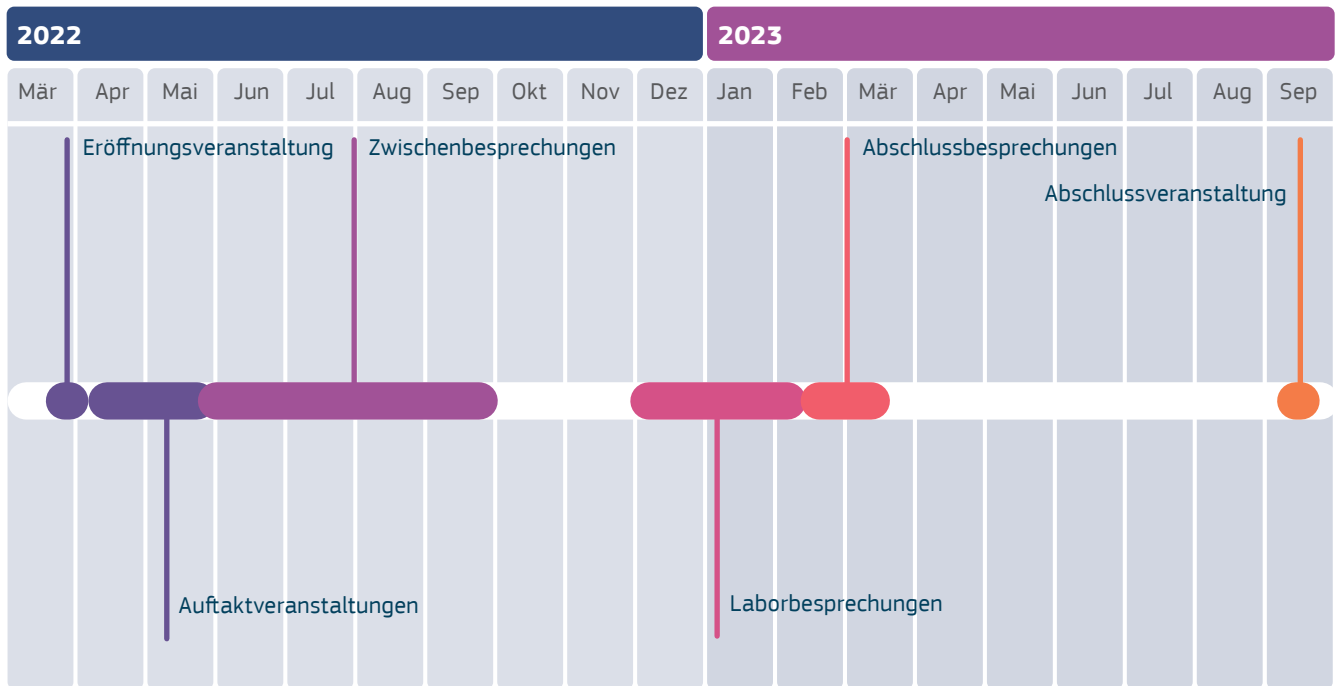 2022 2023
Mär Apr Mai Jun Jul Aug Sep Okt Nov Dez Jan Feb Mär Apr Mai Jun Jul Aug Sep
Eröffnungsveranstaltung Zwischenbesprechungen Abschlussbesprechungen
Abschlussveranstaltung
Auftaktveranstaltungen Laborbesprechungen